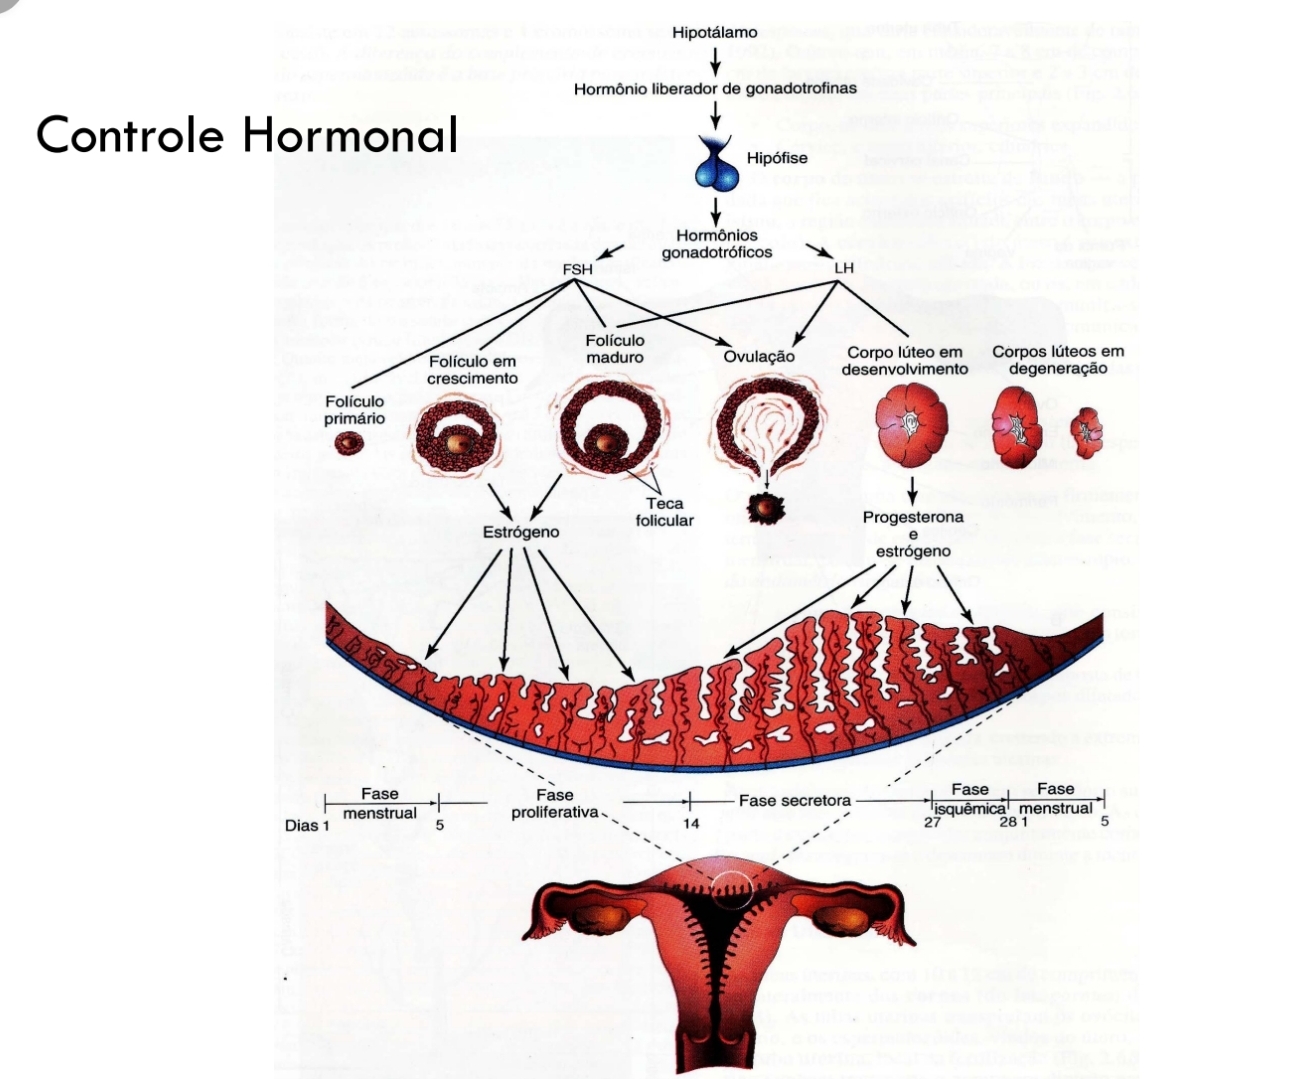 Controle Hormonal
Hipotálamo
Hormônio liberador de gonadotrofinas
Hipófise
Hormônios
gonadotróficos
FSH
LH
Folículo
primário
Folículo em
crescimento
Folículo
maduro
Ovulação
Corpo lúteo em
desenvolvimento
Corpos lúteos em
degeneração
Teca
folicular
Estrógeno
Progesterona
e
estrógeno
Fase
menstrual
Fase
proliferativa
Fase secretora
Fase
isquêmica
Fase
menstrual
Dias 1
5
14
27
28 1
5